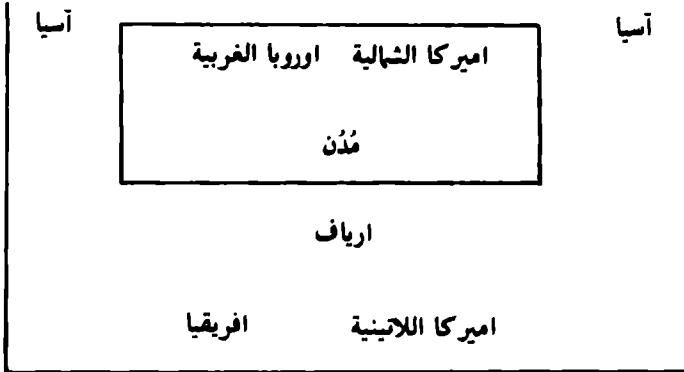 آسيا آسيا
اميركا الشمالية اوروبا الغربية
مُدُن
ارياف
اميركا اللاتينية افريقيا